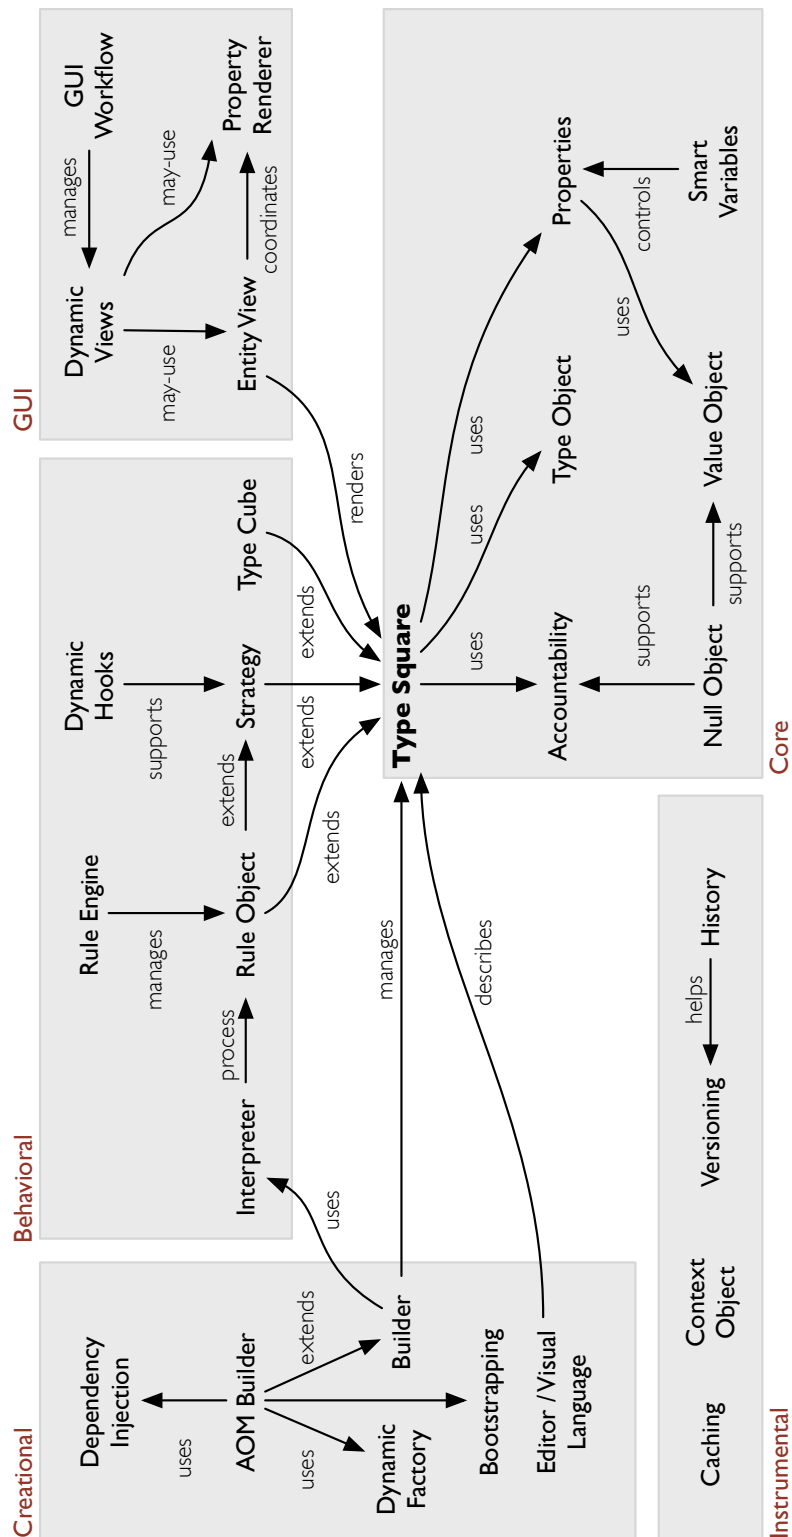 Creational
Dependency
Injection
uses
AOM Builder
extends
uses
Dynamic
Factory
Builder
Bootstrapping
Editor / Visual
Language
uses
manages
describes
Behavioral
Rule Engine
Dynamic
Hooks
manages
supports
Interpreter
process
Rule Object
extends
Strategy
Type Cube
extends
extends
extends
GUI
Dynamic
Views
manages
GUI
Workflow
may-use
may-use
Entity View
coordinates
Property
Renderer
renders
Type Square
uses
uses
uses
Accountability
Type Object
Properties
supports
uses
controls
Null Object
supports
Value Object
Smart
Variables
Core
Caching
Context
Object
Versioning
helps
History
Instrumental